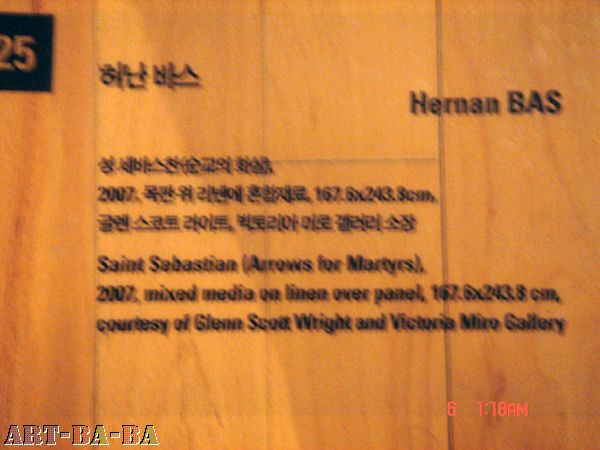 25
허난 바스
Hernan BAS
성 세바스찬(순교의 화살),
2007, 목판 위 리넨에 혼합재료, 167.6x243.8cm,
글렌 스코트 라이트, 빅토리아 미로 갤러리 소장
Saint Sebastian (Arrows for Martyrs),
2007, mixed media on linen over panel, 167.6x243.8 cm,
courtesy of Glenn Scott Wright and Victoria Miro Gallery
6 1:18AM
ART-BA-BA